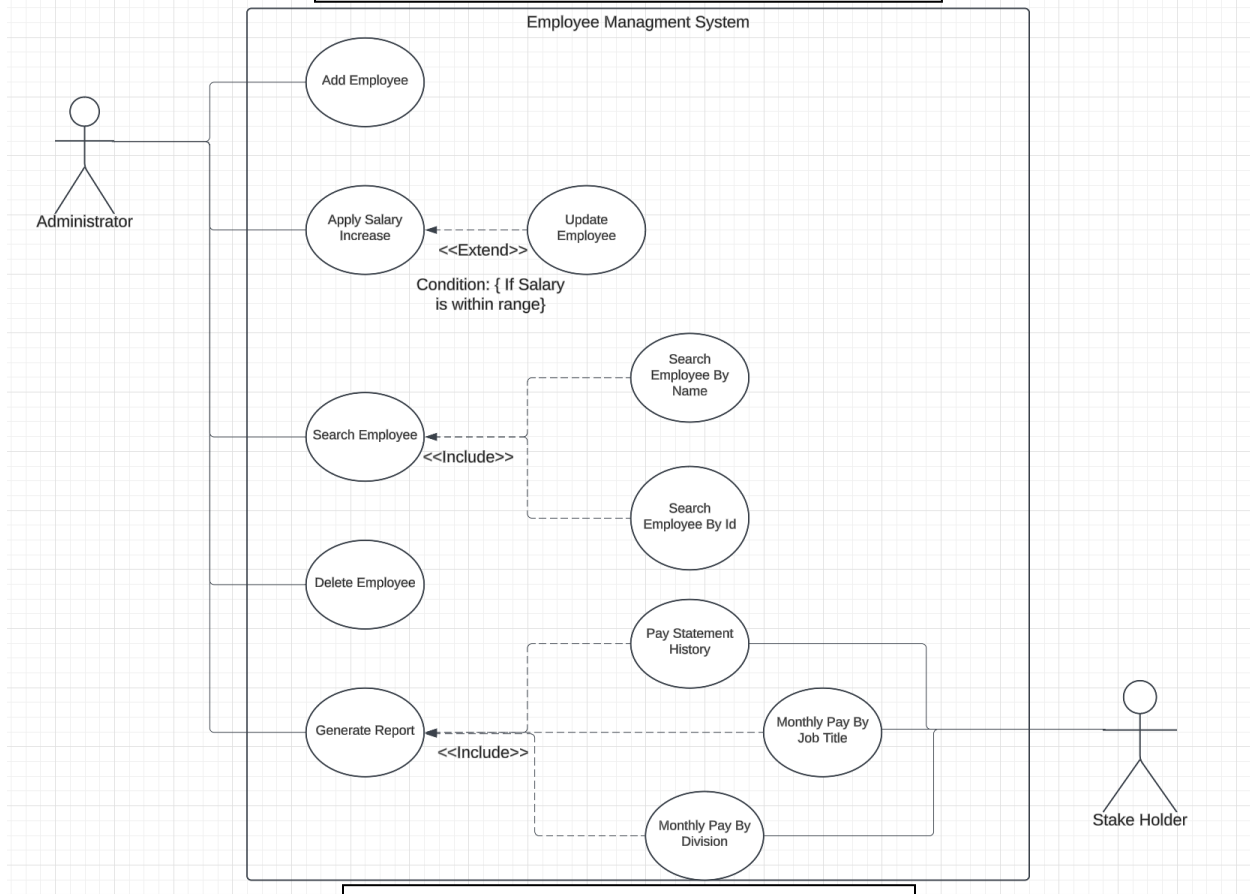 Employee Managment System
Add Employee
Administrator
Apply Salary
Increase
<<Extend>>
Update
Employee
Condition: { If Salary
is within range}
Search
Employee By
Name
Search Employee
<<Include>>
Search
Employee By Id
Delete Employee
Pay Statement
History
Generate Report
<<Include>>
Monthly Pay By
Job Title
Monthly Pay By
Division
Stake Holder